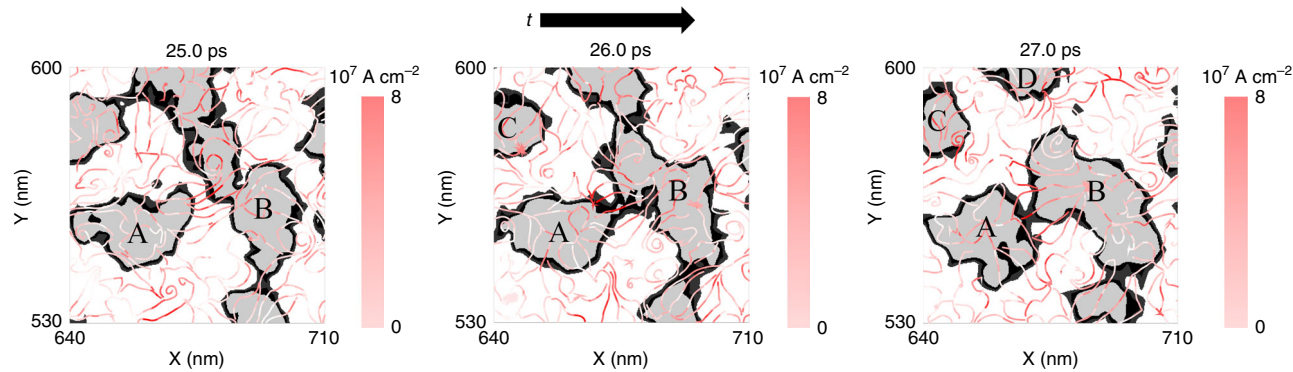 t
25.0 ps
600
10⁷ A cm⁻²
8
A
B
Y (nm)
530
0
640
710
X (nm)
26.0 ps
600
10⁷ A cm⁻²
8
C
B
A
Y (nm)
530
0
640
710
X (nm)
27.0 ps
600
10⁷ A cm⁻²
8
D
C
B
A
Y (nm)
530
0
640
710
X (nm)